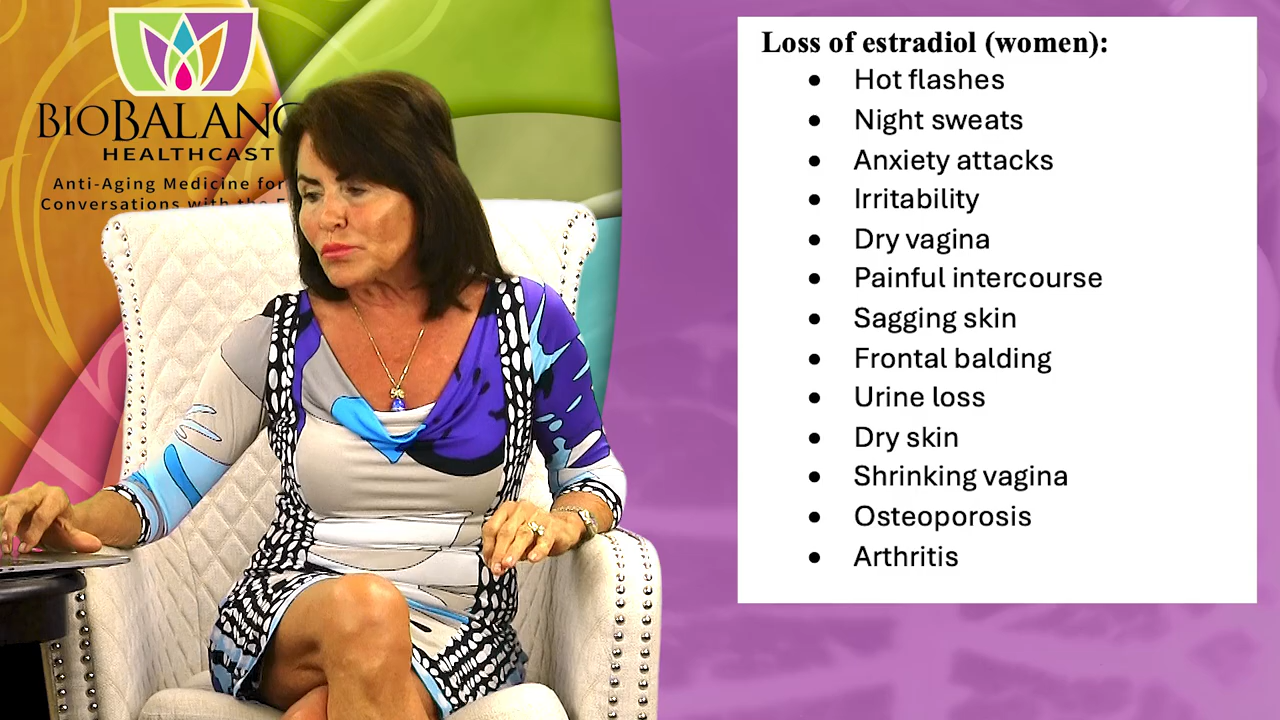 BIOBALANC
HEALTHCAST
Anti-Aging Medicine for
Conversations with the
Loss of estradiol (women):
• Hot flashes
• Night sweats
• Anxiety attacks
• Irritability
• Dry vagina
• Painful intercourse
• Sagging skin
• Frontal balding
• Urine loss
• Dry skin
• Shrinking vagina
• Osteoporosis
• Arthritis